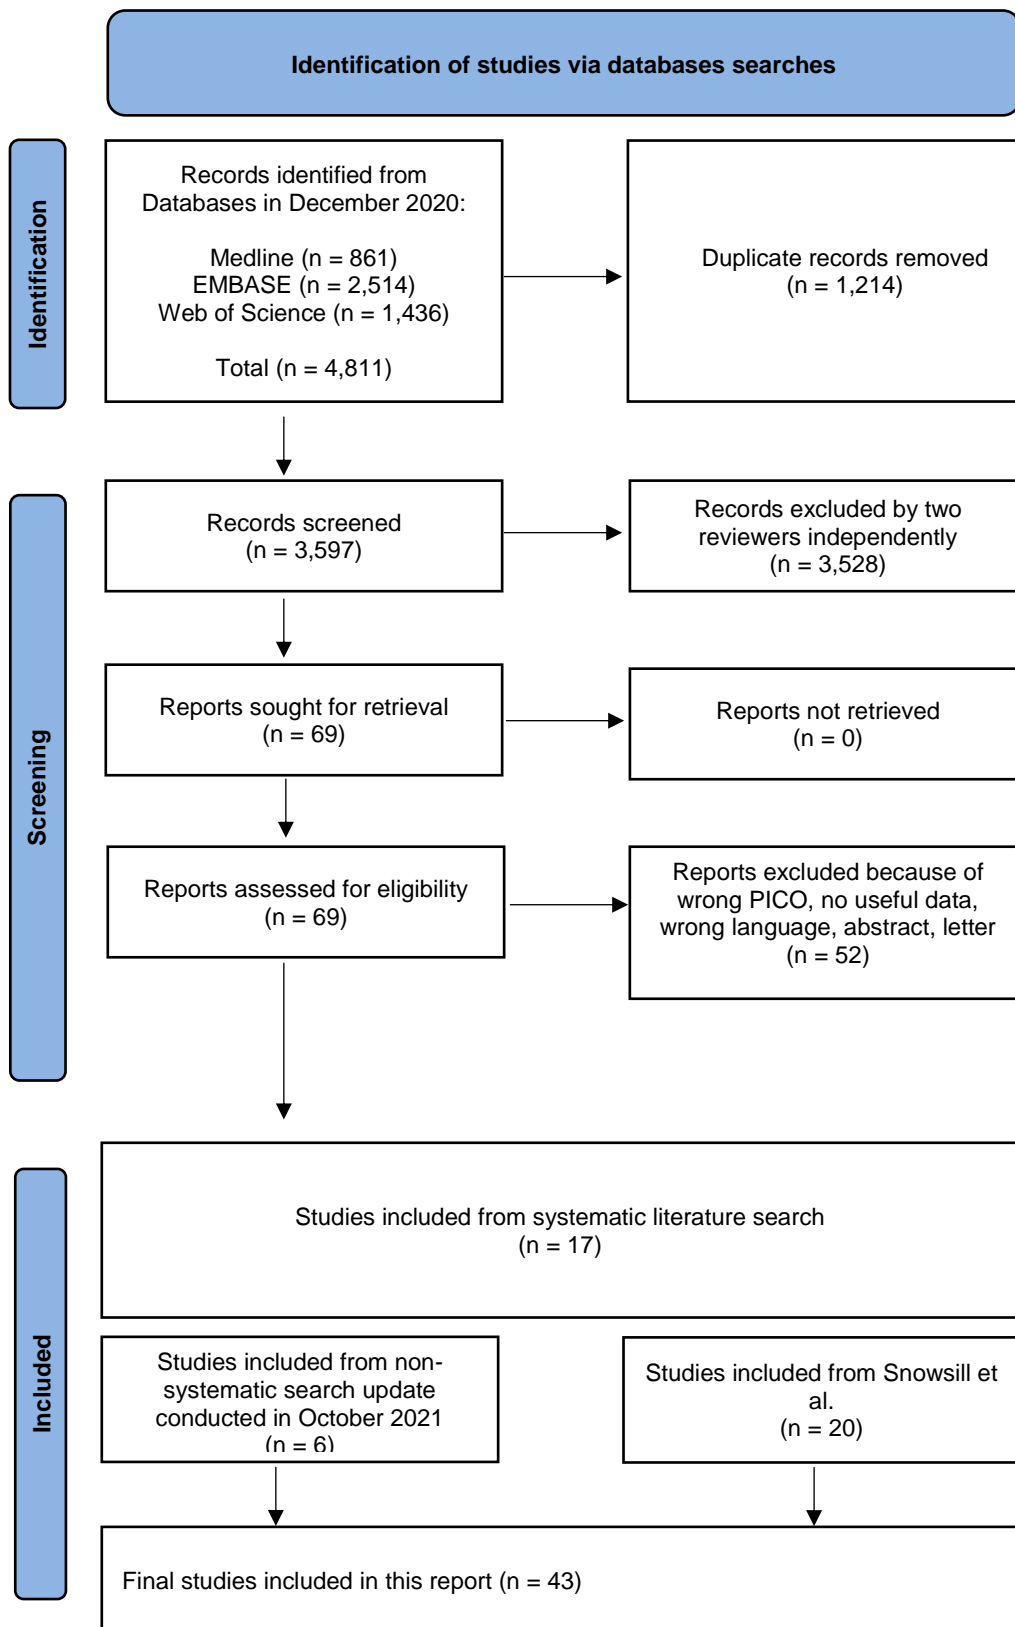 Identification of studies via databases searches
Identification
Records identified from
Databases in December 2020:
Medline (n = 861)
EMBASE (n = 2,514)
Web of Science (n = 1,436)
Total (n = 4,811)
Duplicate records removed
(n = 1,214)
Screening
Records screened
(n = 3,597)
Records excluded by two
reviewers independently
(n = 3,528)
Reports sought for retrieval
(n = 69)
Reports not retrieved
(n = 0)
Reports assessed for eligibility
(n = 69)
Reports excluded because of
wrong PICO, no useful data,
wrong language, abstract, letter
(n = 52)
Included
Studies included from systematic literature search
(n = 17)
Studies included from non-
systematic search update
conducted in October 2021
(n = 6)
Studies included from Snowsill et
al.
(n = 20)
Final studies included in this report (n = 43)